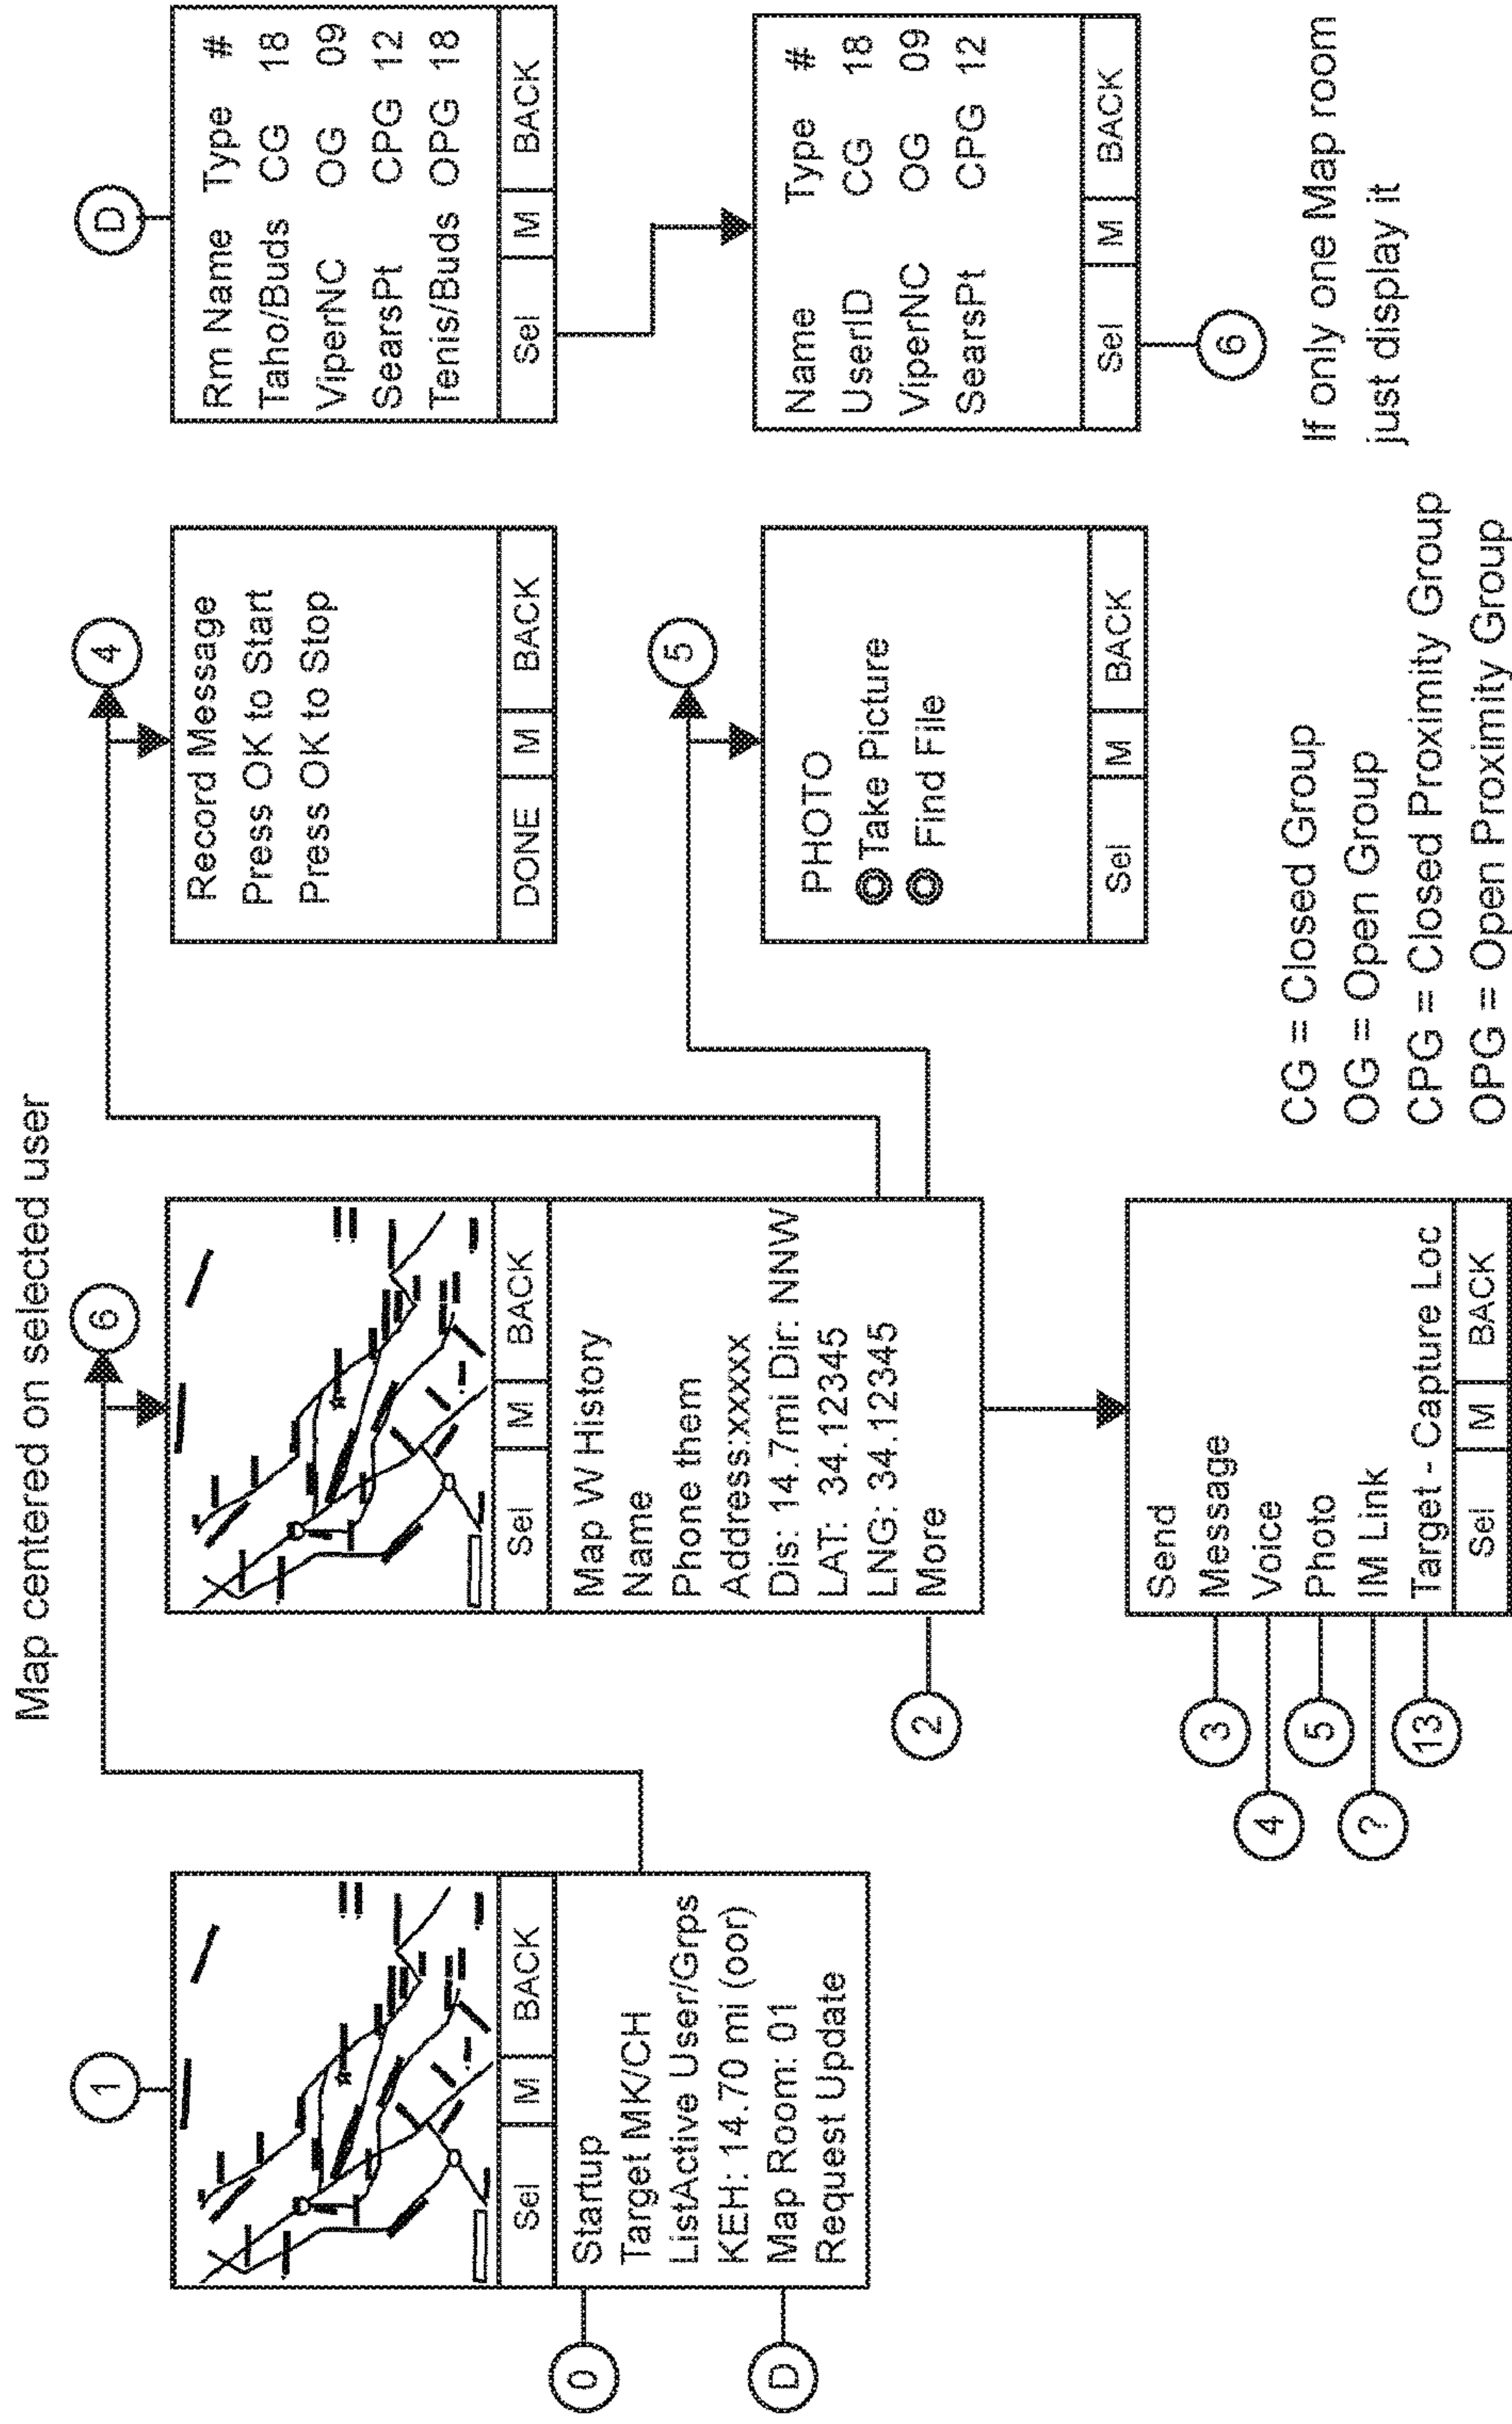 Map centered on selected user
1
Sel M BACK
Startup
Target MK/CH
ListActive User/Grps
KEH: 14.70 mi (oor)
Map Room: 01
Request Update
0
D
6
Sel M BACK
Map W History
Name
Phone them
Address:xxxxx
Dis: 14.7mi Dir: NNW
LAT: 34.12345
LNG: 34.12345
More
2
Send
Message
Voice
Photo
IM Link
Target - Capture Loc
Sel M BACK
3
4
5
?
13
4
Record Message
Press OK to Start
Press OK to Stop
DONE M BACK
5
PHOTO
Take Picture
Find File
Sel M BACK
CG = Closed Group
OG = Open Group
CPG = Closed Proximity Group
OPG = Open Proximity Group
D
Rm Name Type #
Taho/Buds CG 18
ViperNC OG 09
SearsPt CPG 12
Tenis/Buds OPG 18
Sel M BACK
Name Type #
UserID CG 18
ViperNC OG 09
SearsPt CPG 12
Sel M BACK
6
If only one Map room
just display it